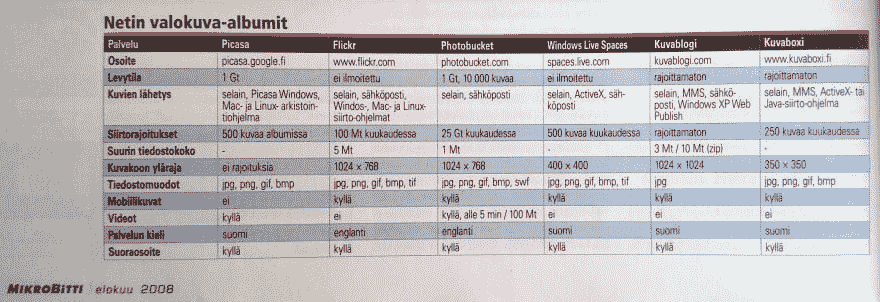 Netin valokuva-albumit
Palvelu Picasa Flickr Photobucket Windows Live Spaces Kuvablogi Kuvaboxi
Osoite picasa.google.fi www.flickr.com photobucket.com spaces.live.com kuvablogi.com www.kuvaboxi.fi
Levytila 1 Gt ei ilmoitettu 1 Gt, 10 000 kuvaa ei ilmoitettu rajoittamaton rajoittamaton
Kuvien lähetys selain, Picasa Windows, selain, sähköposti, selain, sähköposti selain, ActiveX, säh- selain, MMS, sähkö- selain, MMS, ActiveX- tai
Mac- ja Linux- arkistoin- Windos-, Mac- ja Linux- köposti posti, Windows XP Web Java-siirto-ohjelma
tiohjelma siirto-ohjelmat Publish
Siirtorajoitukset 500 kuvaa albumissa 100 Mt kuukaudessa 25 Gt kuukaudessa 500 kuvaa kuukaudessa rajoittamaton 250 kuvaa kuukaudessa
Suurin tiedostokoko - 5 Mt 1 Mt - 3 Mt / 10 Mt (zip) -
Kuvakoon yläraja ei rajoituksia 1024 x 768 1024 x 768 400 x 400 1024 x 1024 350 x 350
Tiedostomuodot jpg, png, gif, bmp jpg, png, gif, bmp, tif jpg, png, gif, bmp, swf jpg, png, gif, bmp, tif jpg jpg, png, gif, bmp
Mobiilikuvat ei kyllä kyllä kyllä kyllä kyllä
Videot kyllä ei kyllä, alle 5 min / 100 Mt ei ei ei
Palvelun kieli suomi englanti englanti suomi suomi suomi
Suoraosoite kyllä kyllä kyllä kyllä kyllä kyllä
MIKROBITTI elokuu 2008